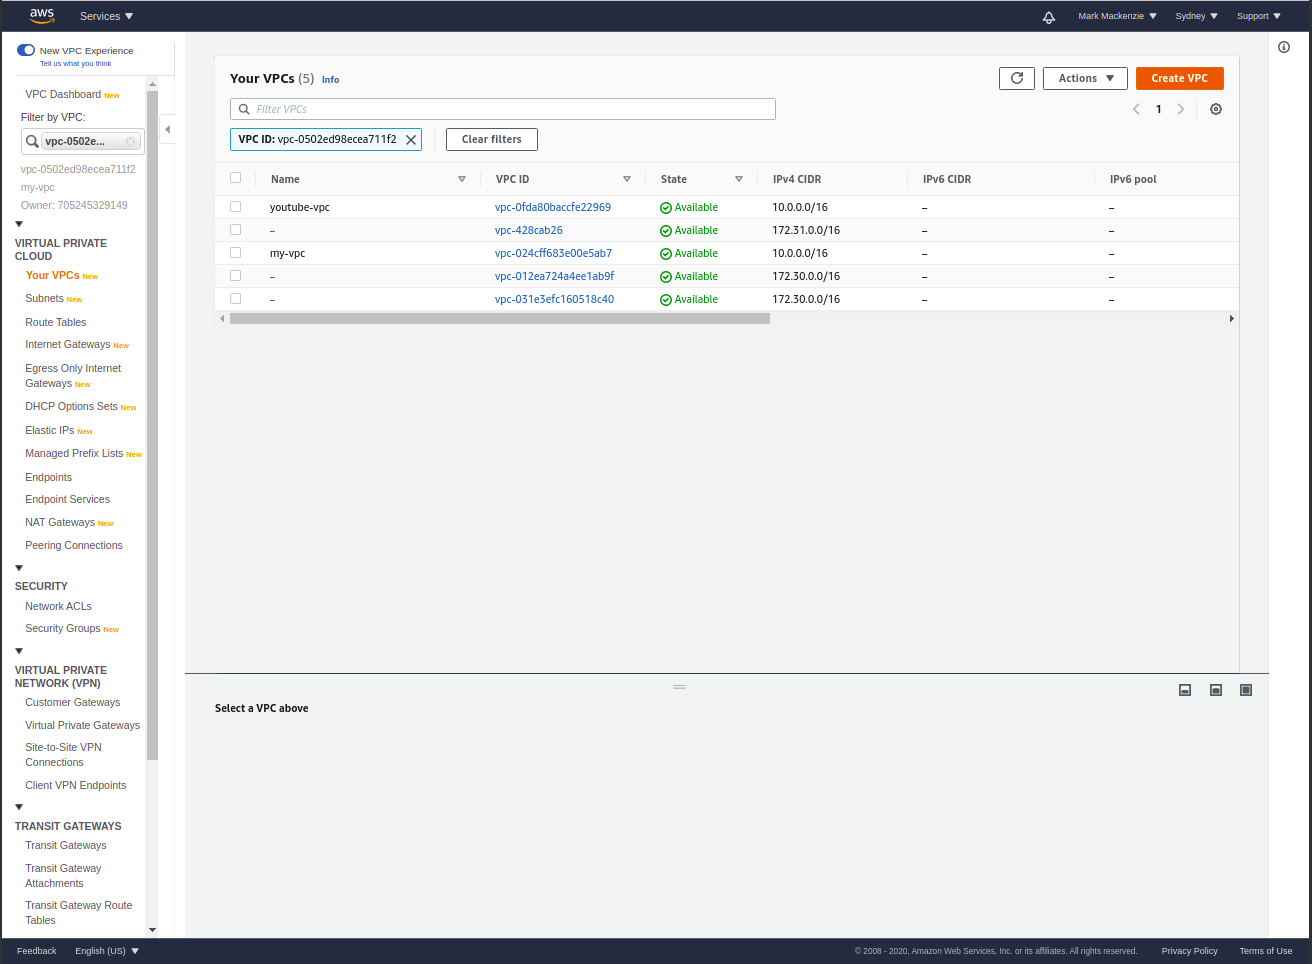 aws Services Mark Mackenzie Sydney Support
New VPC Experience
Tell us what you think
VPC Dashboard New
Filter by VPC:
vpc-0502e...
vpc-0502ed98ecea711f2
my-vpc
Owner: 705245329149
VIRTUAL PRIVATE
CLOUD
Your VPCs New
Subnets New
Route Tables
Internet Gateways New
Egress Only Internet
Gateways New
DHCP Options Sets New
Elastic IPs New
Managed Prefix Lists New
Endpoints
Endpoint Services
NAT Gateways New
Peering Connections
SECURITY
Network ACLs
Security Groups New
VIRTUAL PRIVATE
NETWORK (VPN)
Customer Gateways
Virtual Private Gateways
Site-to-Site VPN
Connections
Client VPN Endpoints
TRANSIT GATEWAYS
Transit Gateways
Transit Gateway
Attachments
Transit Gateway Route
Tables
Your VPCs (5) Info
Actions
Create VPC
Filter VPCs
1
VPC ID: vpc-0502ed98ecea711f2
Clear filters
Name VPC ID State IPv4 CIDR IPv6 CIDR IPv6 pool
youtube-vpc vpc-0fda80baccfe22969 Available 10.0.0.0/16 – –
– vpc-428cab26 Available 172.31.0.0/16 – –
my-vpc vpc-024cff683e00e5ab7 Available 10.0.0.0/16 – –
– vpc-012ea724a4ee1ab9f Available 172.30.0.0/16 – –
– vpc-031e3efc160518c40 Available 172.30.0.0/16 – –
Select a VPC above
Feedback English (US) © 2008 - 2020, Amazon Web Services, Inc. or its affiliates. All rights reserved. Privacy Policy Terms of Use